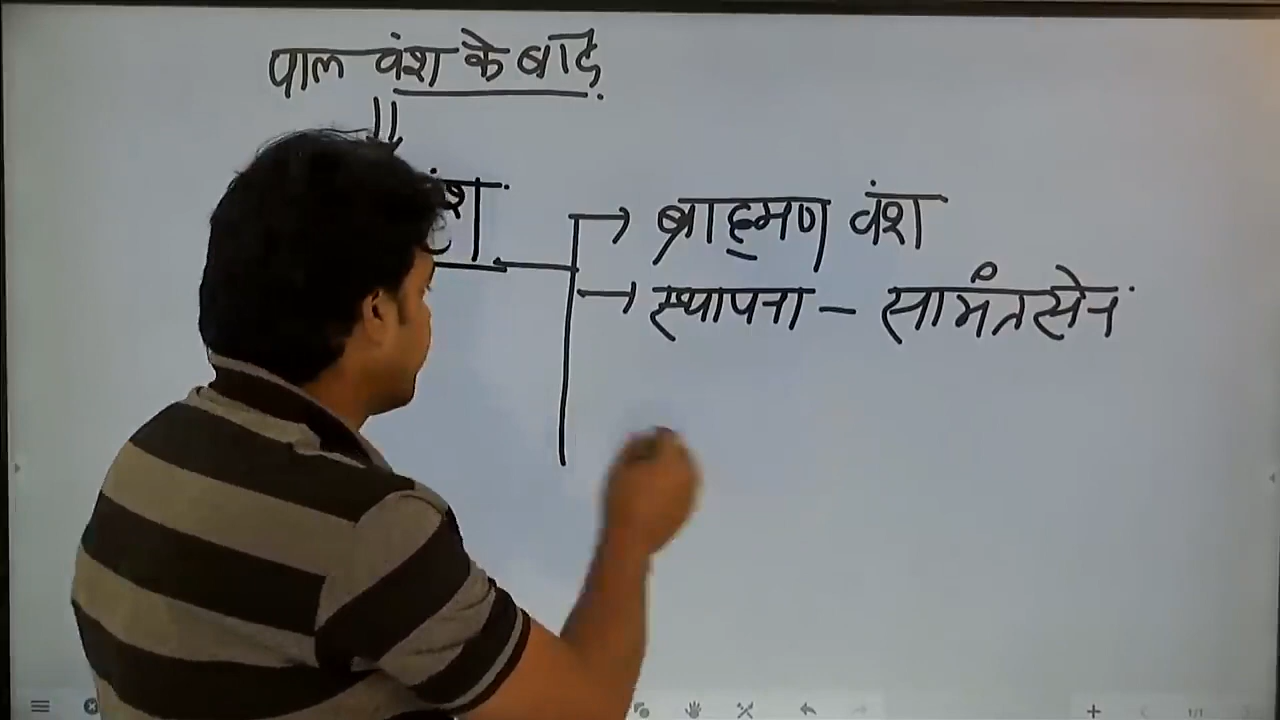 पाल वंश के बाद
ब्राह्मण वंश
स्थापना - सामंतसेन